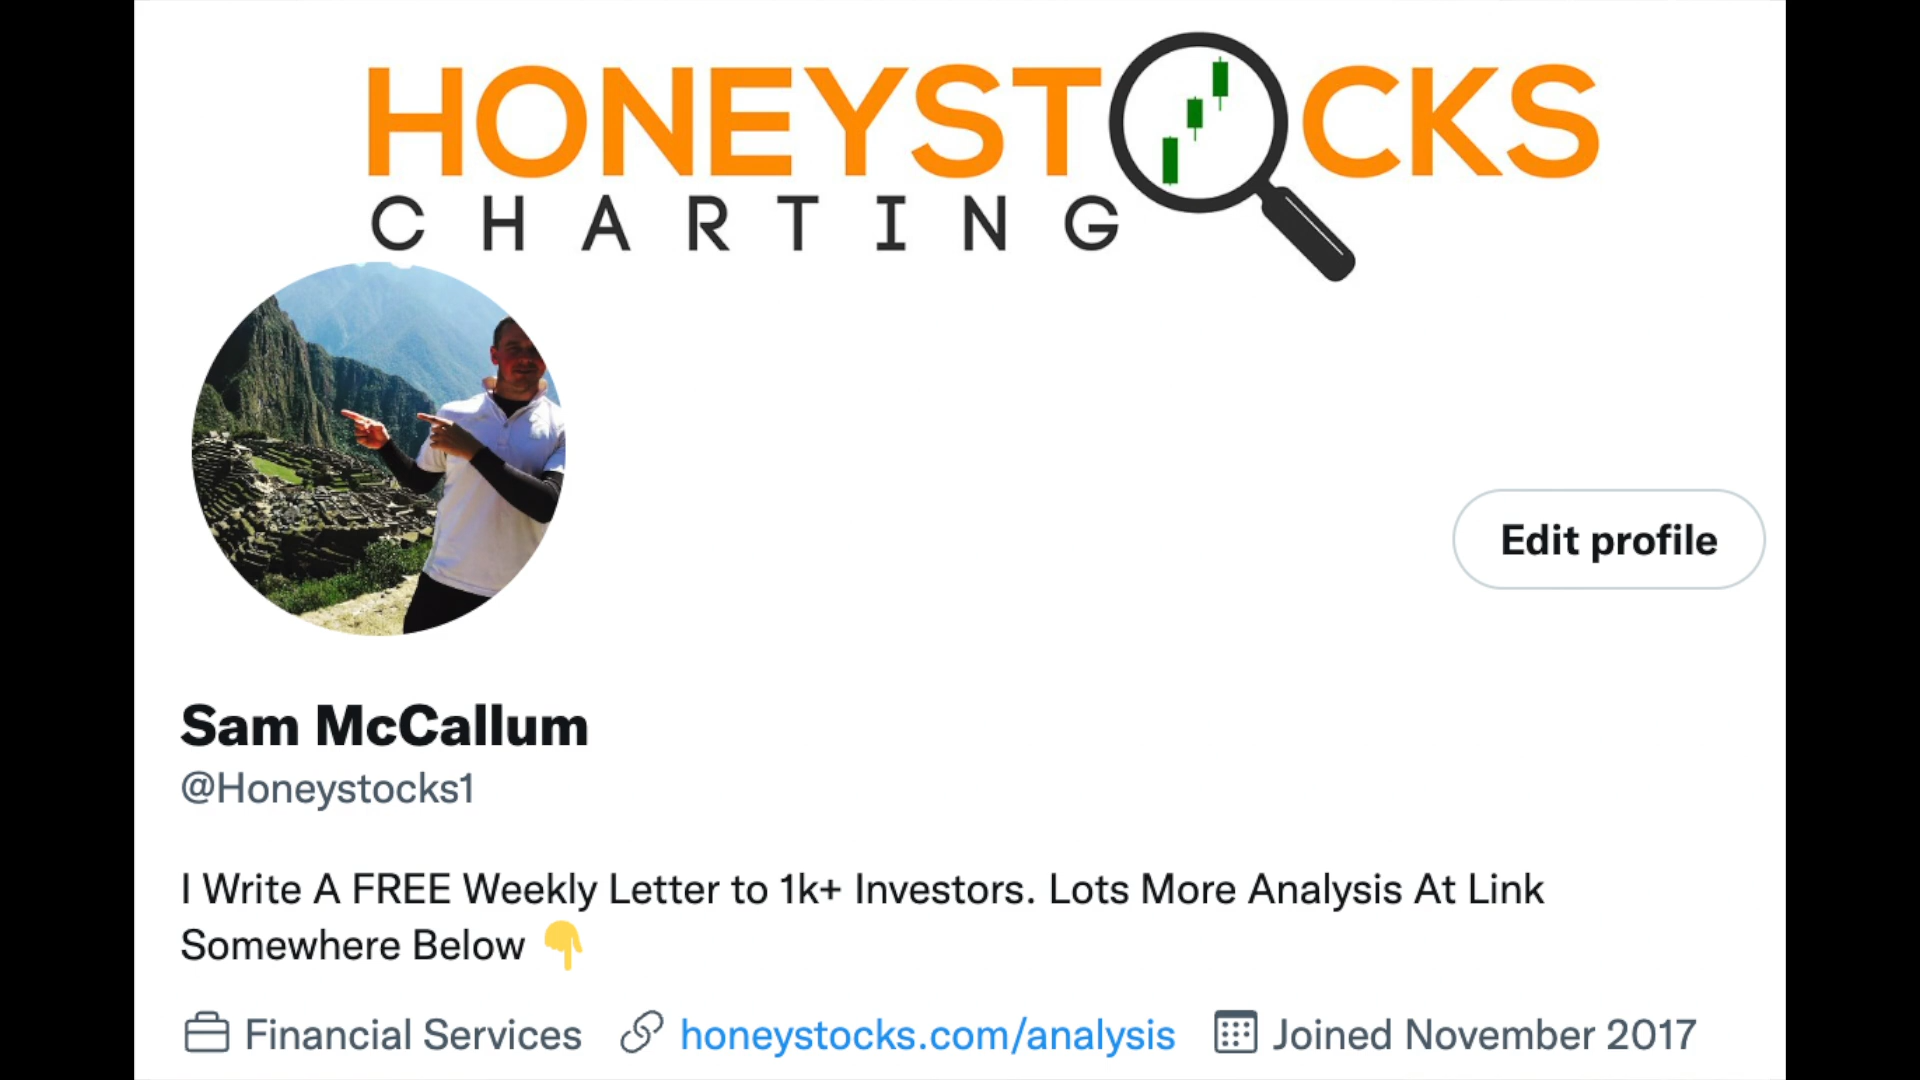 HONEYSTOCKS
CHARTING
Edit profile
Sam McCallum
@Honeystocks1
I Write A FREE Weekly Letter to 1k+ Investors. Lots More Analysis At Link
Somewhere Below 👇
Financial Services honeystocks.com/analysis Joined November 2017